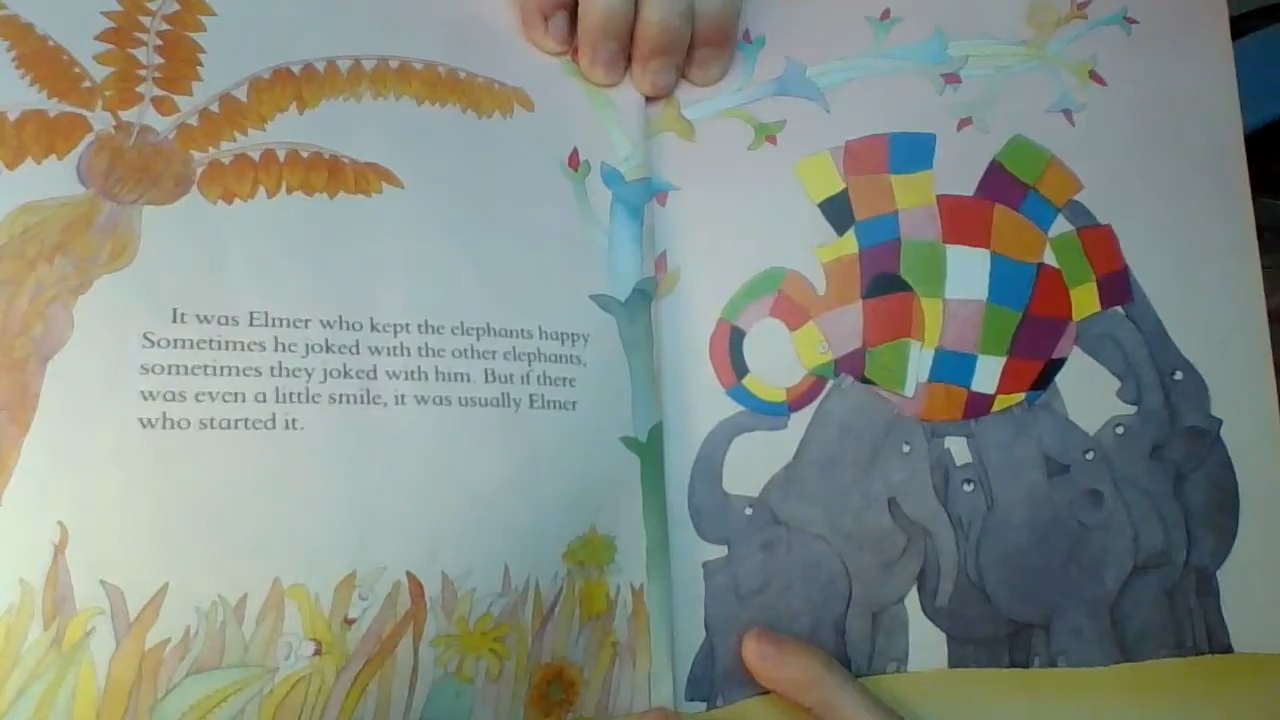 It was Elmer who kept the elephants happy
Sometimes he joked with the other elephants,
sometimes they joked with him. But if there
was even a little smile, it was usually Elmer
who started it.